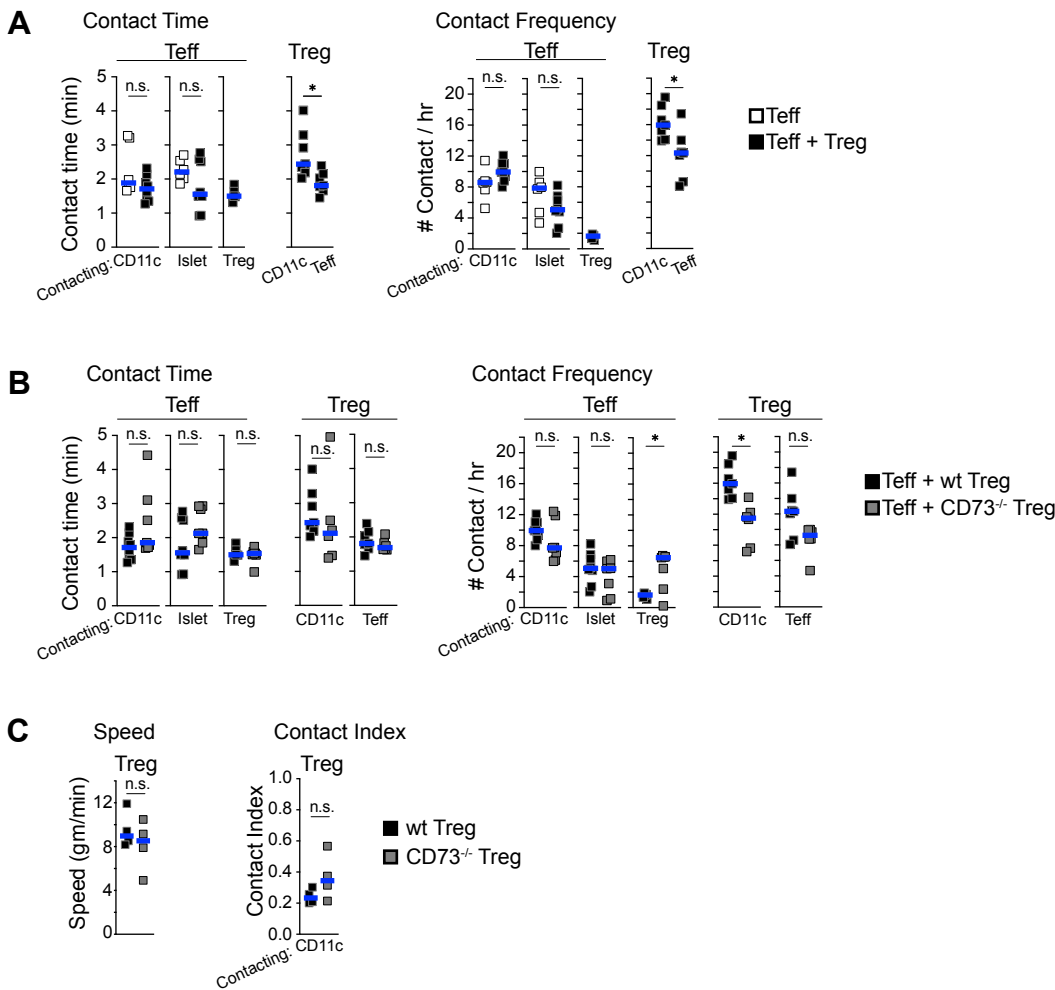 A
Contact Time
Contact Frequency
Teff
Treg
Teff
Treg
n.s.
n.s.
*
n.s.
n.s.
*
Contact time (min)
5
4
3
2
1
0
# Contact / hr
20
16
12
8
4
0
Teff
Teff + Treg
Contacting: CD11c Islet Treg CD11c Teff
Contacting: CD11c Islet Treg CD11c Teff
B
Contact Time
Contact Frequency
Teff
Treg
Teff
Treg
n.s.
n.s.
n.s.
n.s.
n.s.
n.s.
n.s.
*
*
n.s.
Contact time (min)
5
4
3
2
1
0
# Contact / hr
20
16
12
8
4
0
Teff + wt Treg
Teff + CD73-/- Treg
Contacting: CD11c Islet Treg CD11c Teff
Contacting: CD11c Islet Treg CD11c Teff
C
Speed
Contact Index
Treg
Treg
n.s.
n.s.
Speed (gm/min)
12
8
4
0
Contact Index
1.0
0.8
0.6
0.4
0.2
0.0
wt Treg
CD73-/- Treg
Contacting: CD11c